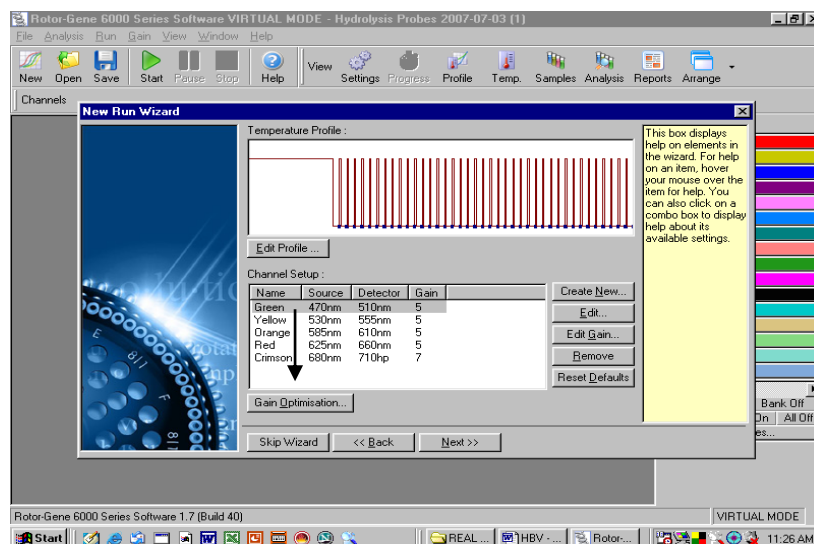 Rotor-Gene 6000 Series Software VIRTUAL MODE - Hydrolysis Probes 2007-07-03 (1)
File Analysis Run Gain View Window Help
New Open Save Start Pause Stop Help View Settings Progress Profile Temp. Samples Analysis Reports Arrange
Channels
New Run Wizard
Temperature Profile :
Edit Profile ...
Channel Setup :
Name Source Detector Gain
Green 470nm 510nm 5
Yellow 530nm 555nm 5
Orange 585nm 610nm 5
Red 625nm 660nm 5
Crimson 680nm 710hp 7
Create New...
Edit...
Edit Gain...
Remove
Reset Defaults
Gain Optimisation...
Skip Wizard << Back Next >>
This box displays
help on elements in
the wizard. For help
on an item, hover
your mouse over the
item for help. You
can also click on a
combo box to display
help about its
available settings.
Bank Off
On All Off
Rotor-Gene 6000 Series Software 1.7 (Build 40)
VIRTUAL MODE
Start REAL ... HBV - ... Rotor-... 11:26 AM